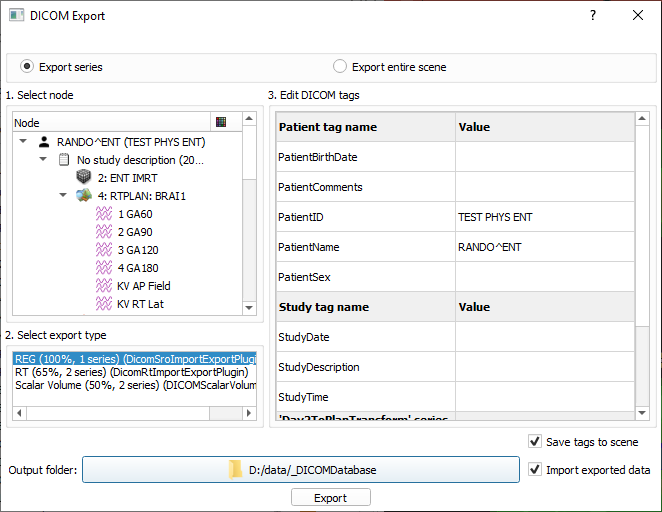 DICOM Export
?
Export series
Export entire scene
1. Select node
Node
RANDO^ENT (TEST PHYS ENT)
No study description (20...
2: ENT IMRT
4: RTPLAN: BRAI1
1 GA60
2 GA90
3 GA120
4 GA180
KV AP Field
KV RT Lat
2. Select export type
REG (100%, 1 series) (DicomSroImportExportPlugin
RT (65%, 2 series) (DicomRtImportExportPlugin)
Scalar Volume (50%, 2 series) (DICOMScalarVolum
3. Edit DICOM tags
Patient tag name Value
PatientBirthDate
PatientComments
PatientID TEST PHYS ENT
PatientName RANDO^ENT
PatientSex
Study tag name Value
StudyDate
StudyDescription
StudyTime
'Day2ToPlanTransform' series
Save tags to scene
Output folder: D:/data/_DICOMDatabase
Import exported data
Export